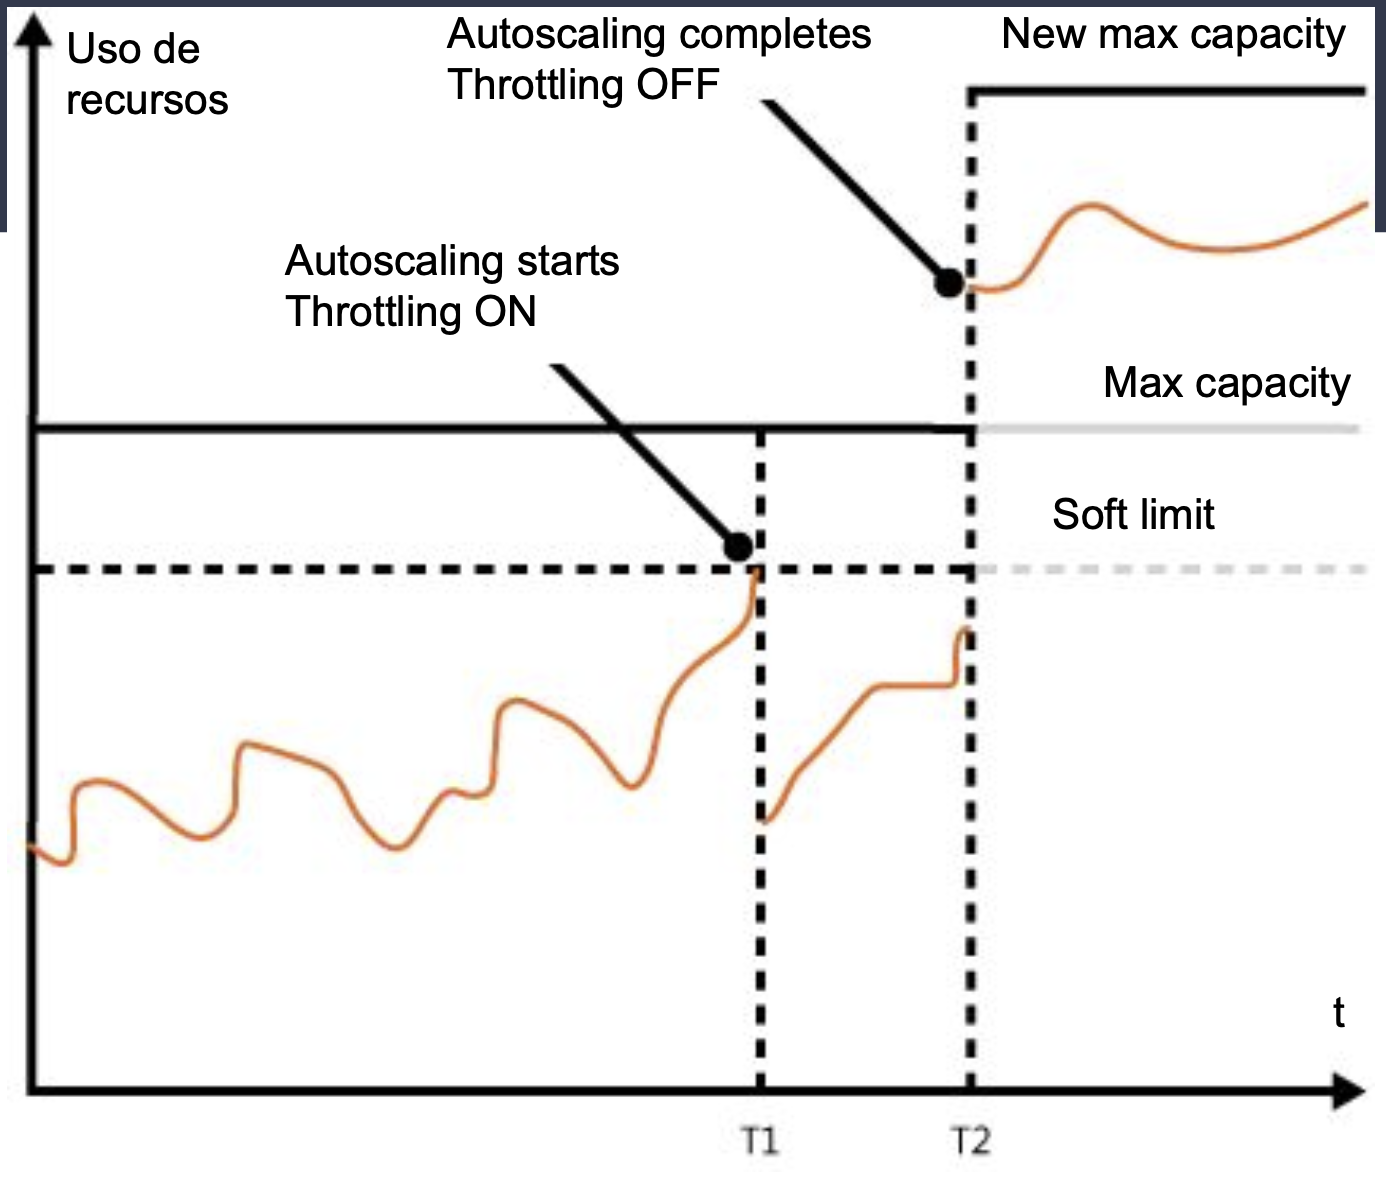 Uso de
recursos
Autoscaling completes
Throttling OFF
New max capacity
Autoscaling starts
Throttling ON
Max capacity
Soft limit
t
T1
T2